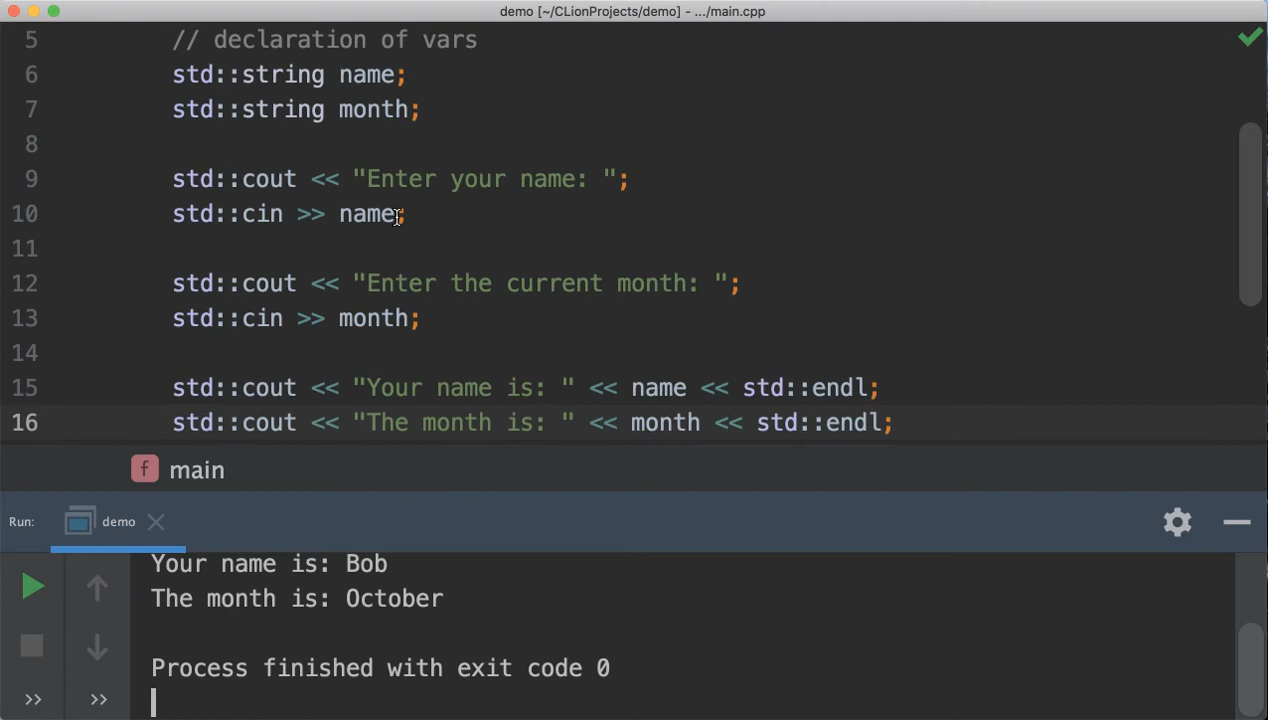 demo [~/CLionProjects/demo] - .../main.cpp
5 // declaration of vars
6 std::string name;
7 std::string month;
8
9 std::cout << "Enter your name: ";
10 std::cin >> name;
11
12 std::cout << "Enter the current month: ";
13 std::cin >> month;
14
15 std::cout << "Your name is: " << name << std::endl;
16 std::cout << "The month is: " << month << std::endl;
f main
Run: demo
Your name is: Bob
The month is: October
Process finished with exit code 0